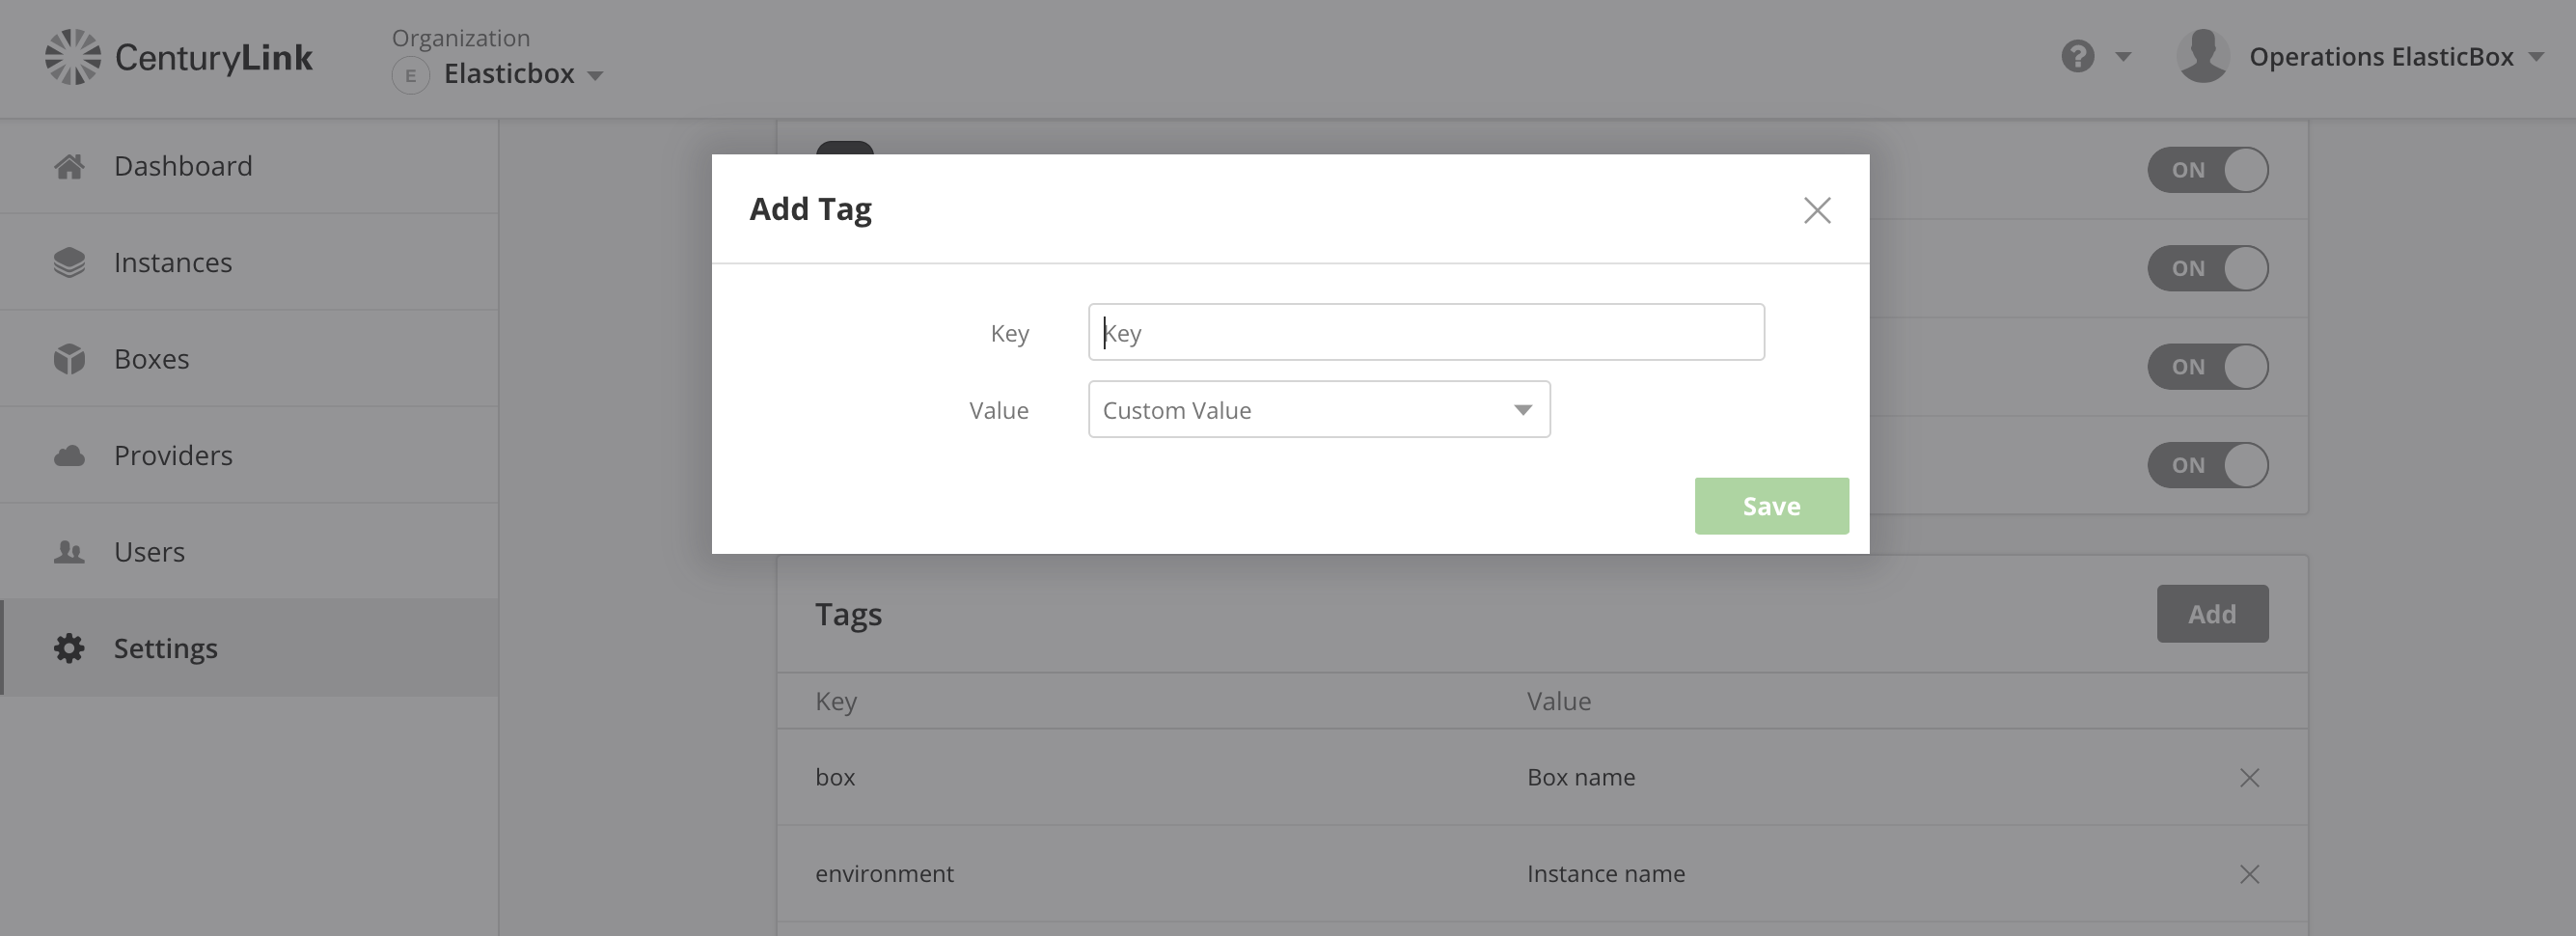 CenturyLink
Organization
E Elasticbox
? Operations ElasticBox
Dashboard
Instances
Boxes
Providers
Users
Settings
ON
ON
ON
ON
Add Tag
Key Key
Value Custom Value
Save
Tags Add
Key Value
box Box name
environment Instance name